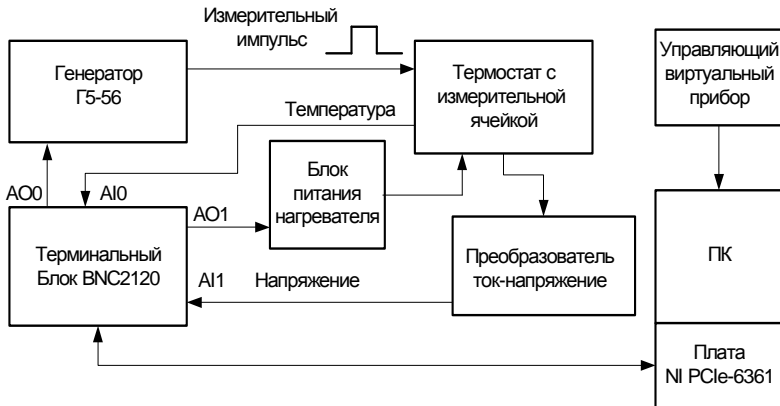 Измерительный
импульс
Генератор
Г5-56
Термостат с
измерительной
ячейкой
Управляющий
виртуальный
прибор
Температура
AO0
AI0
Блок
питания
нагревателя
AO1
Терминальный
Блок BNC2120
Преобразователь
ток-напряжение
ПК
AI1
Напряжение
Плата
NI PCIe-6361